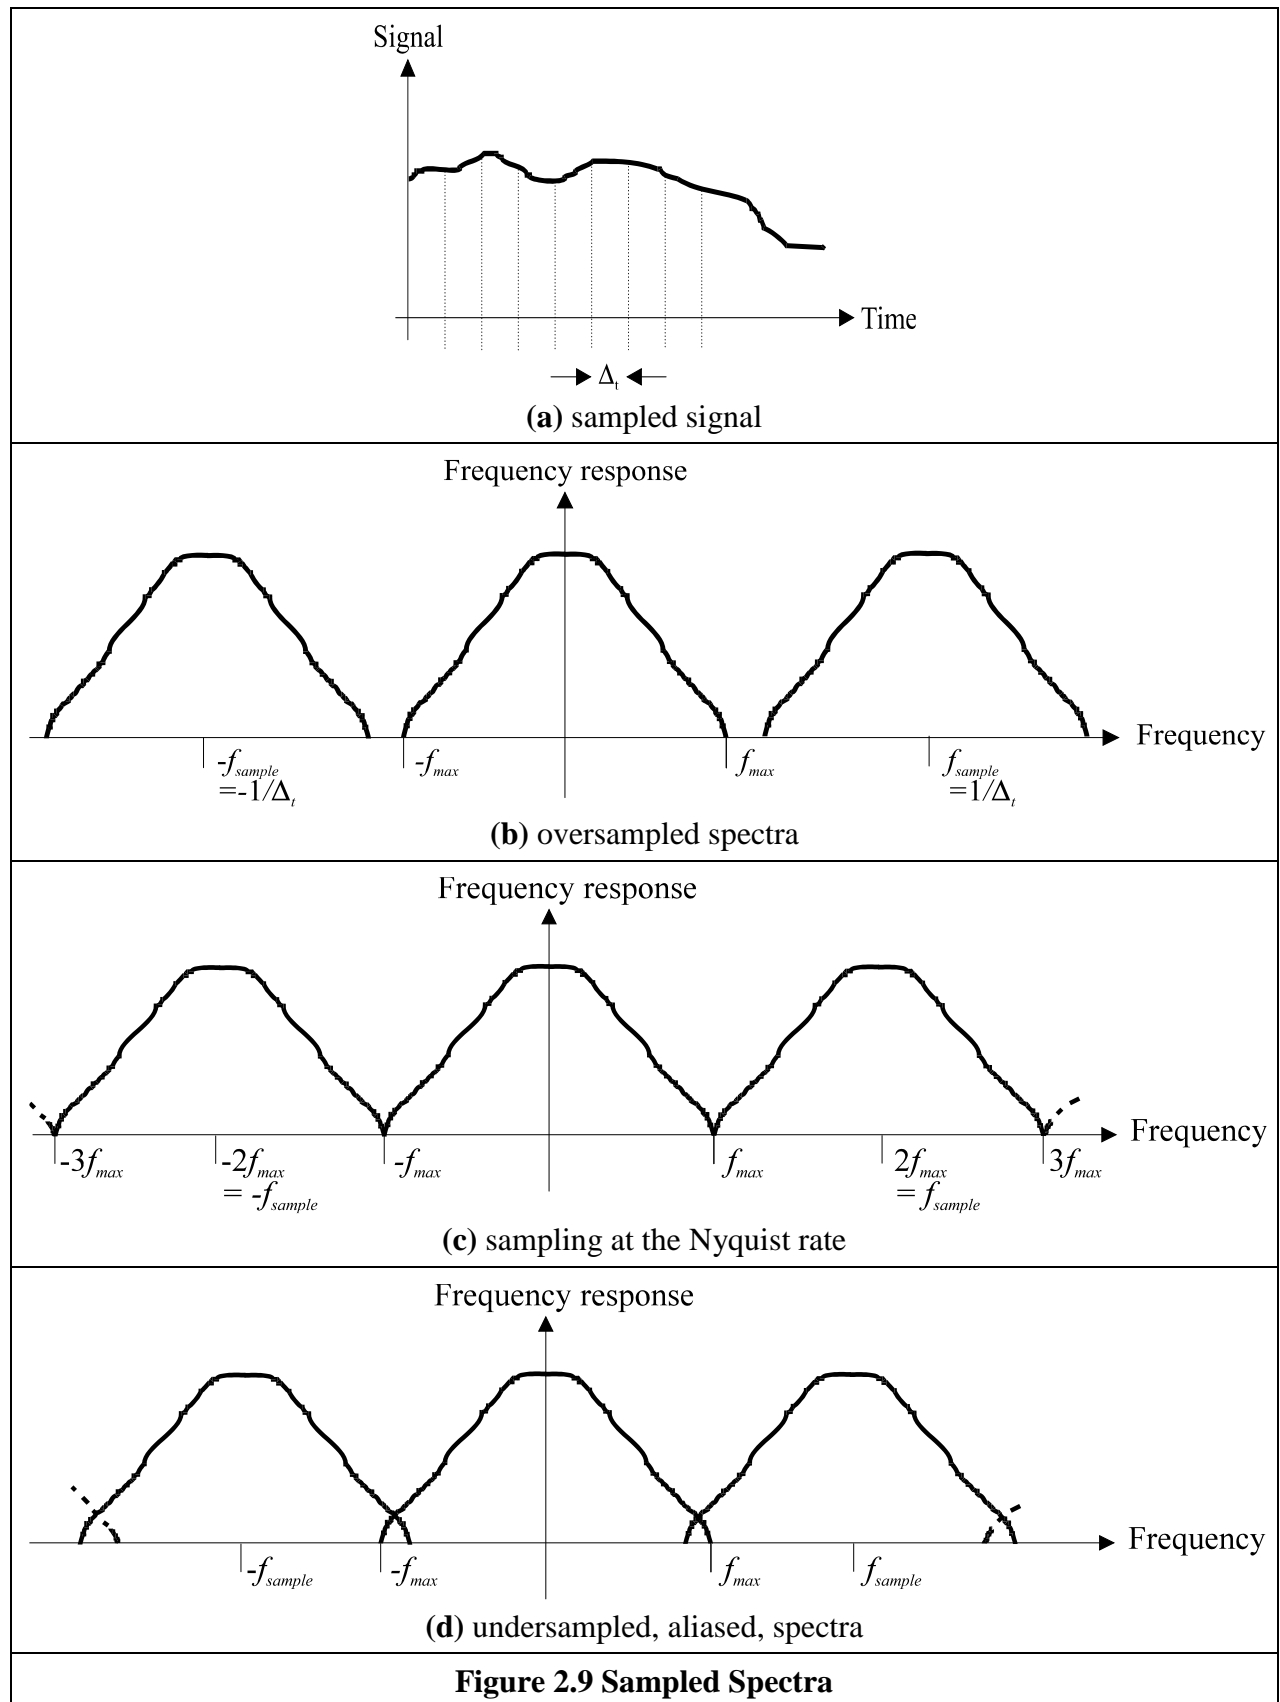 Signal
Time
Δt
(a) sampled signal
Frequency response
Frequency
-fsample
=-1/Δt
-fmax
fmax
fsample
=1/Δt
(b) oversampled spectra
Frequency response
Frequency
-3fmax
-2fmax
= -fsample
-fmax
fmax
2fmax
= fsample
3fmax
(c) sampling at the Nyquist rate
Frequency response
Frequency
-fsample
-fmax
fmax
fsample
(d) undersampled, aliased, spectra
Figure 2.9 Sampled Spectra